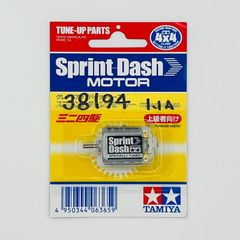 TUNE-UP PARTS
4x4
Sprint Dash
MOTOR
38194 1.1A
ミニ四駆
上級者向け
Sprint
Dash
TAMIYA
4 950344 063659